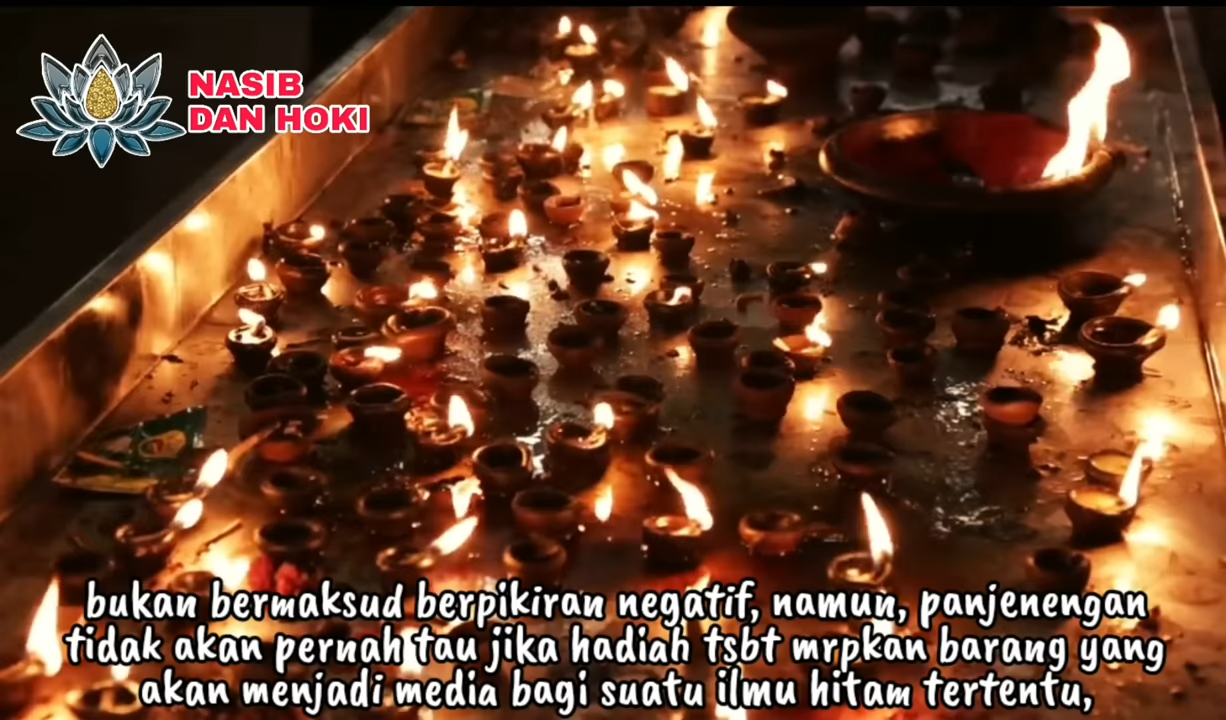 NASIB
DAN HOKI
bukan bermaksud berpikiran negatif, namun, panjenengan
tidak akan pernah tau jika hadiah tsbt mrpkan barang yang
akan menjadi media bagi suatu ilmu hitam tertentu,